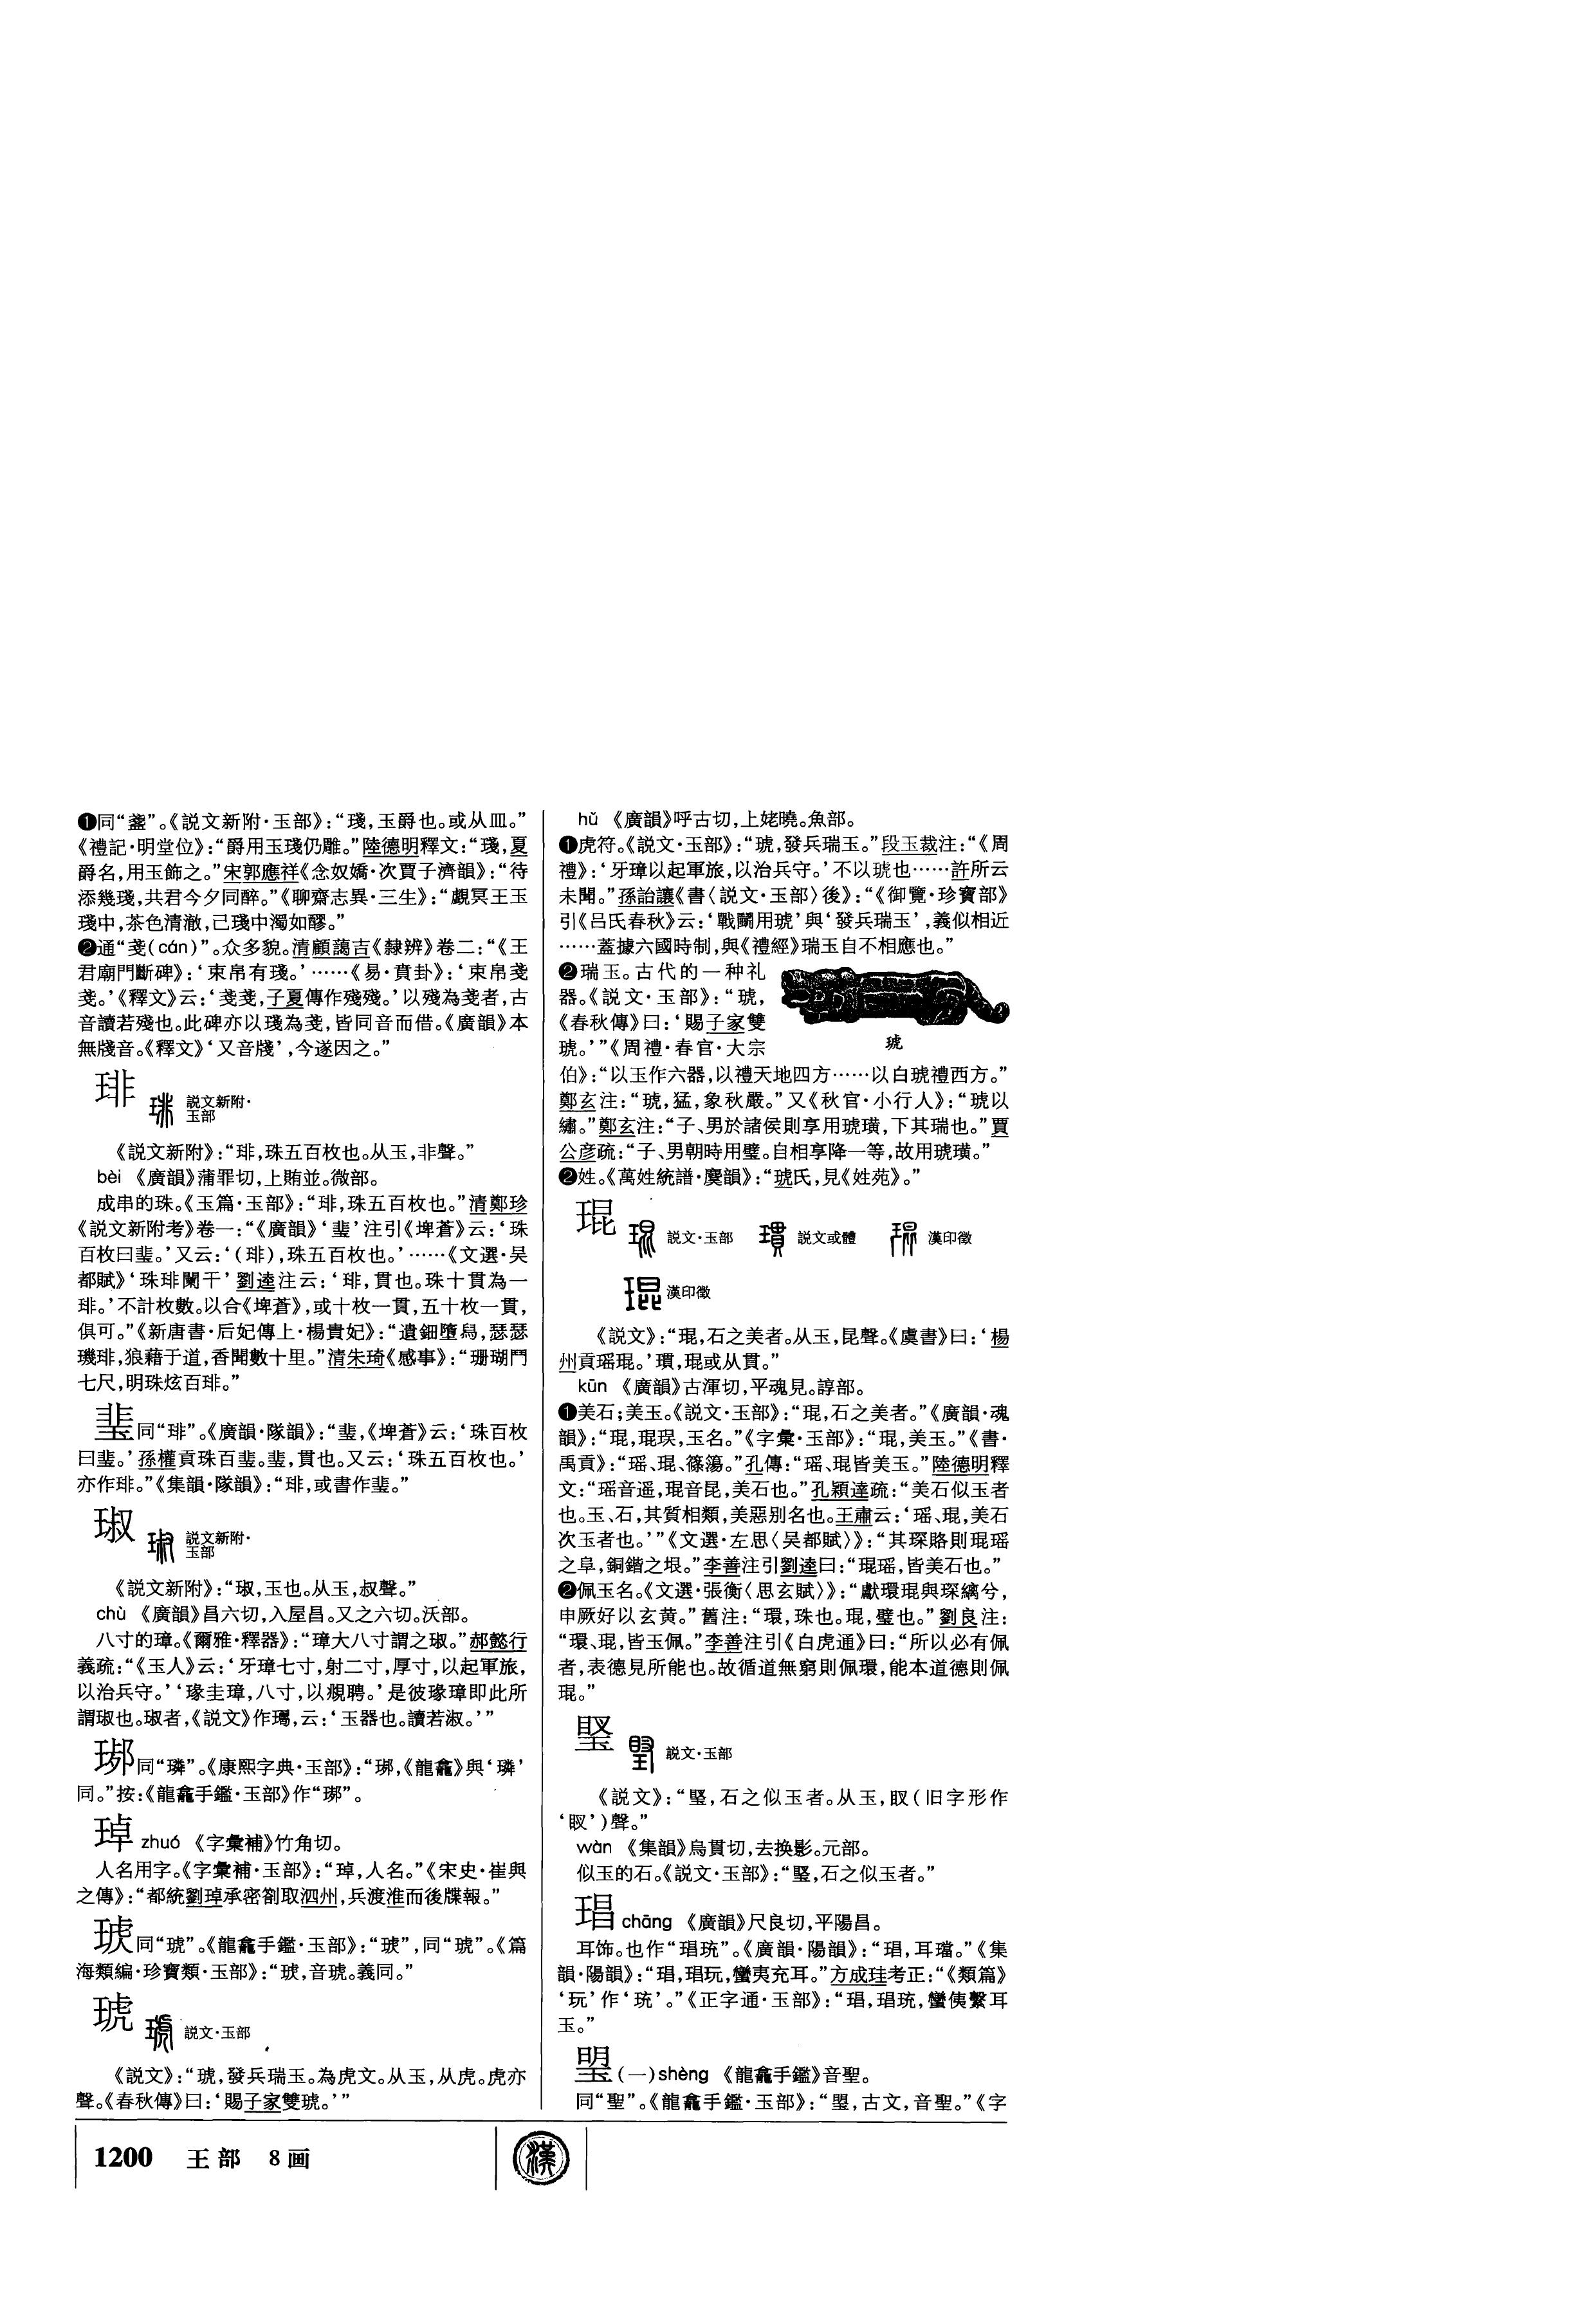 ❶同“盞”。《説文新附·玉部》：“琖，玉爵也。或从皿。”
《禮記·明堂位》：“爵用玉琖仍雕。”陸德明釋文：“琖，夏
爵名，用玉飾之。”宋郭應祥《念奴嬌·次賈子濟韻》：“待
添幾琖，共君今夕同醉。”《聊齋志異·三生》：“覷冥王玉
琖中，茶色清澈，己琖中濁如醪。”
❷通“戔(cán)”。众多貌。清顧藹吉《隸辨》卷二：“《王
君廟門斷碑》：‘束帛有琖。’……《易·賁卦》：‘束帛戔
戔。’《釋文》云：‘戔戔，子夏傳作殘殘。’以殘為戔者，古
音讀若殘也。此碑亦以琖為戔，皆同音而借。《廣韻》本
無牋音。《釋文》‘又音牋’，今遂因之。”
琲 説文新附·
玉部
《説文新附》：“琲，珠五百枚也。从玉，非聲。”
bèi 《廣韻》蒲罪切，上賄並。微部。
成串的珠。《玉篇·玉部》：“琲，珠五百枚也。”清鄭珍
《説文新附考》卷一：“《廣韻》‘琲’注引《埤蒼》云：‘珠
百枚曰琲。’又云：‘(琲)，珠五百枚也。’……《文選·吴
都賦》‘珠琲闌干’劉逵注云：‘琲，貫也。珠十貫為一
琲。’不計枚數。以合《埤蒼》，或十枚一貫，五十枚一貫，
俱可。”《新唐書·后妃傳上·楊貴妃》：“遺鈿墮舄，瑟瑟
璣琲，狼藉于道，香聞數十里。”清朱琦《感事》：“珊瑚鬥
七尺，明珠炫百琲。”
同“琲”。《廣韻·隊韻》：“，《埤蒼》云：‘珠百枚
曰。’孫權貢珠百。，貫也。又云：‘珠五百枚也。’
亦作琲。”《集韻·隊韻》：“琲，或書作。”
琡 説文新附·
玉部
《説文新附》：“琡，玉也。从玉，叔聲。”
chù 《廣韻》昌六切，入屋昌。又之六切。沃部。
八寸的璋。《爾雅·釋器》：“璋大八寸謂之琡。”郝懿行
義疏：“《玉人》云：‘牙璋七寸，射二寸，厚寸，以起軍旅，
以治兵守。’‘瑑圭璋，八寸，以覜聘。’是彼瑑璋即此所
謂琡也。琡者，《説文》作㻿，云：‘玉器也。讀若淑。’”
同“璘”。《康熙字典·玉部》：“，《龍龕》與‘璘’
同。”按：《龍龕手鑑·玉部》作“”。
琸 zhuó 《字彙補》竹角切。
人名用字。《字彙補·玉部》：“琸，人名。”《宋史·崔與
之傳》：“都統劉琸承密劄取泗州，兵渡淮而後牒報。”
同“琥”。《龍龕手鑑·玉部》：“”，同“琥”。《篇
海類編·珍寶類·玉部》：“，音琥。義同。”
琥 説文·玉部
《説文》：“琥，發兵瑞玉。為虎文。从玉，从虎。虎亦
聲。《春秋傳》曰：‘賜子家雙琥。’”
hǔ 《廣韻》呼古切，上姥曉。魚部。
❶虎符。《説文·玉部》：“琥，發兵瑞玉。”段玉裁注：“《周
禮》：‘牙璋以起軍旅，以治兵守。’不以琥也……許所云
未聞。”孫詒讓《書〈説文·玉部〉後》：“《御覽·珍寶部》
引《吕氏春秋》云：‘戰鬭用琥’與‘發兵瑞玉’，義似相近
……蓋據六國時制，與《禮經》瑞玉自不相應也。”
❷瑞玉。古代的一种礼
器。《説文·玉部》：“琥，
《春秋傳》曰：‘賜子家雙
琥。’”《周禮·春官·大宗
琥
伯》：“以玉作六器，以禮天地四方……以白琥禮西方。”
鄭玄注：“琥，猛，象秋嚴。”又《秋官·小行人》：“琥以
繡。”鄭玄注：“子、男於諸侯則享用琥璜，下其瑞也。”賈
公彦疏：“子、男朝時用璧。自相享降一等，故用琥璜。”
❷姓。《萬姓統譜·麌韻》：“琥氏，見《姓苑》。”
琨 説文·玉部 説文或體 漢印徵
漢印徵
《説文》：“琨，石之美者。从玉，昆聲。《虞書》曰：‘楊
州貢瑶琨。’瑻，琨或从貫。”
kūn 《廣韻》古渾切，平魂見。諄部。
❶美石；美玉。《説文·玉部》：“琨，石之美者。”《廣韻·魂
韻》：“琨，琨珸，玉名。”《字彙·玉部》：“琨，美玉。”《書·
禹貢》：“瑶、琨、篠簜。”孔傳：“瑶、琨皆美玉。”陸德明釋
文：“瑶音遥，琨音昆，美石也。”孔穎達疏：“美石似玉者
也。玉、石，其質相類，美惡别名也。王肅云：‘瑶、琨，美石
次玉者也。’”《文選·左思〈吴都賦〉》：“其琛賂則琨瑶
之阜，銅鍇之垠。”李善注引劉逵曰：“琨瑶，皆美石也。”
❷佩玉名。《文選·張衡〈思玄賦〉》：“獻環琨與琛縭兮，
申厥好以玄黄。”舊注：“環，珠也。琨，璧也。”劉良注：
“環、琨，皆玉佩。”李善注引《白虎通》曰：“所以必有佩
者，表德見所能也。故循道無窮則佩環，能本道德則佩
琨。”
説文·玉部
《説文》：“，石之似玉者。从玉，𥄎(旧字形作
‘’)聲。”
wàn 《集韻》烏貫切，去换影。元部。
似玉的石。《説文·玉部》：“，石之似玉者。”
琩 chāng 《廣韻》尺良切，平陽昌。
耳饰。也作“琩珫”。《廣韻·陽韻》：“琩，耳璫。”《集
韻·陽韻》：“琩，琩玩，蠻夷充耳。”方成珪考正：“《類篇》
‘玩’作‘珫’。”《正字通·玉部》：“琩，琩珫，蠻侇繫耳
玉。”
(一)shèng 《龍龕手鑑》音聖。
同“聖”。《龍龕手鑑·玉部》：“，古文，音聖。”《字
1200 王部 8画
漢